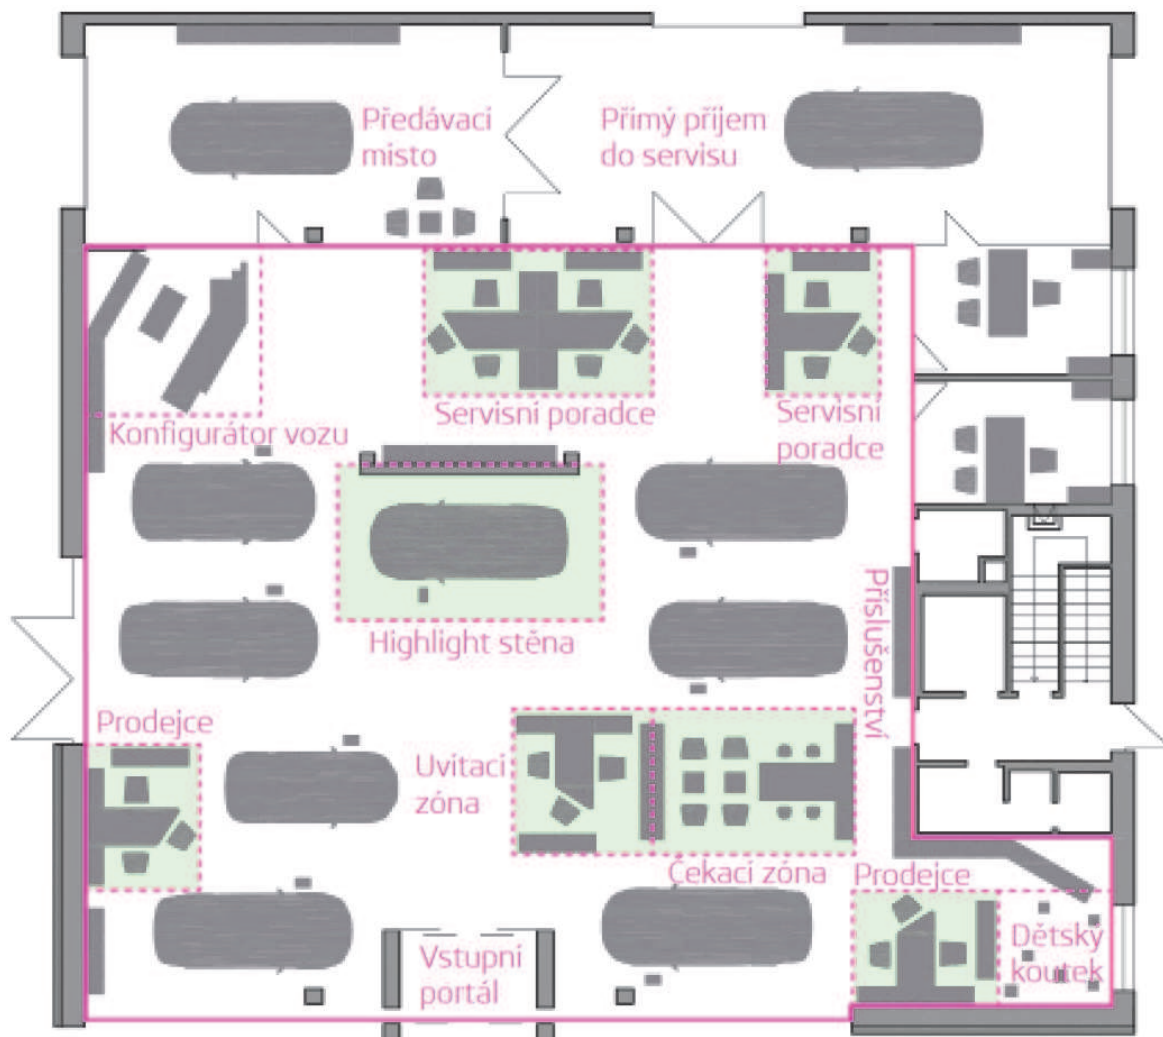 Předávací
místo
Přímý příjem
do servisu
Konfigurátor vozu
Servisní poradce
Servisní
poradce
Highlight stěna
Příslušenství
Prodejce
Uvitaci
zóna
Čekací zóna
Prodejce
Dětský
koutek
Vstupní
portál